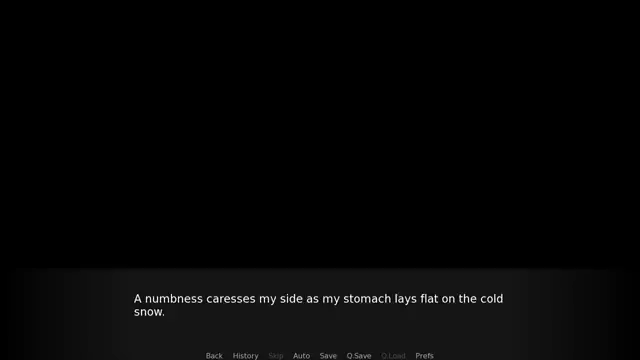 A numbness caresses my side as my stomach lays flat on the cold
snow.
Back History Skip Auto Save Q.Save Q.Load Prefs